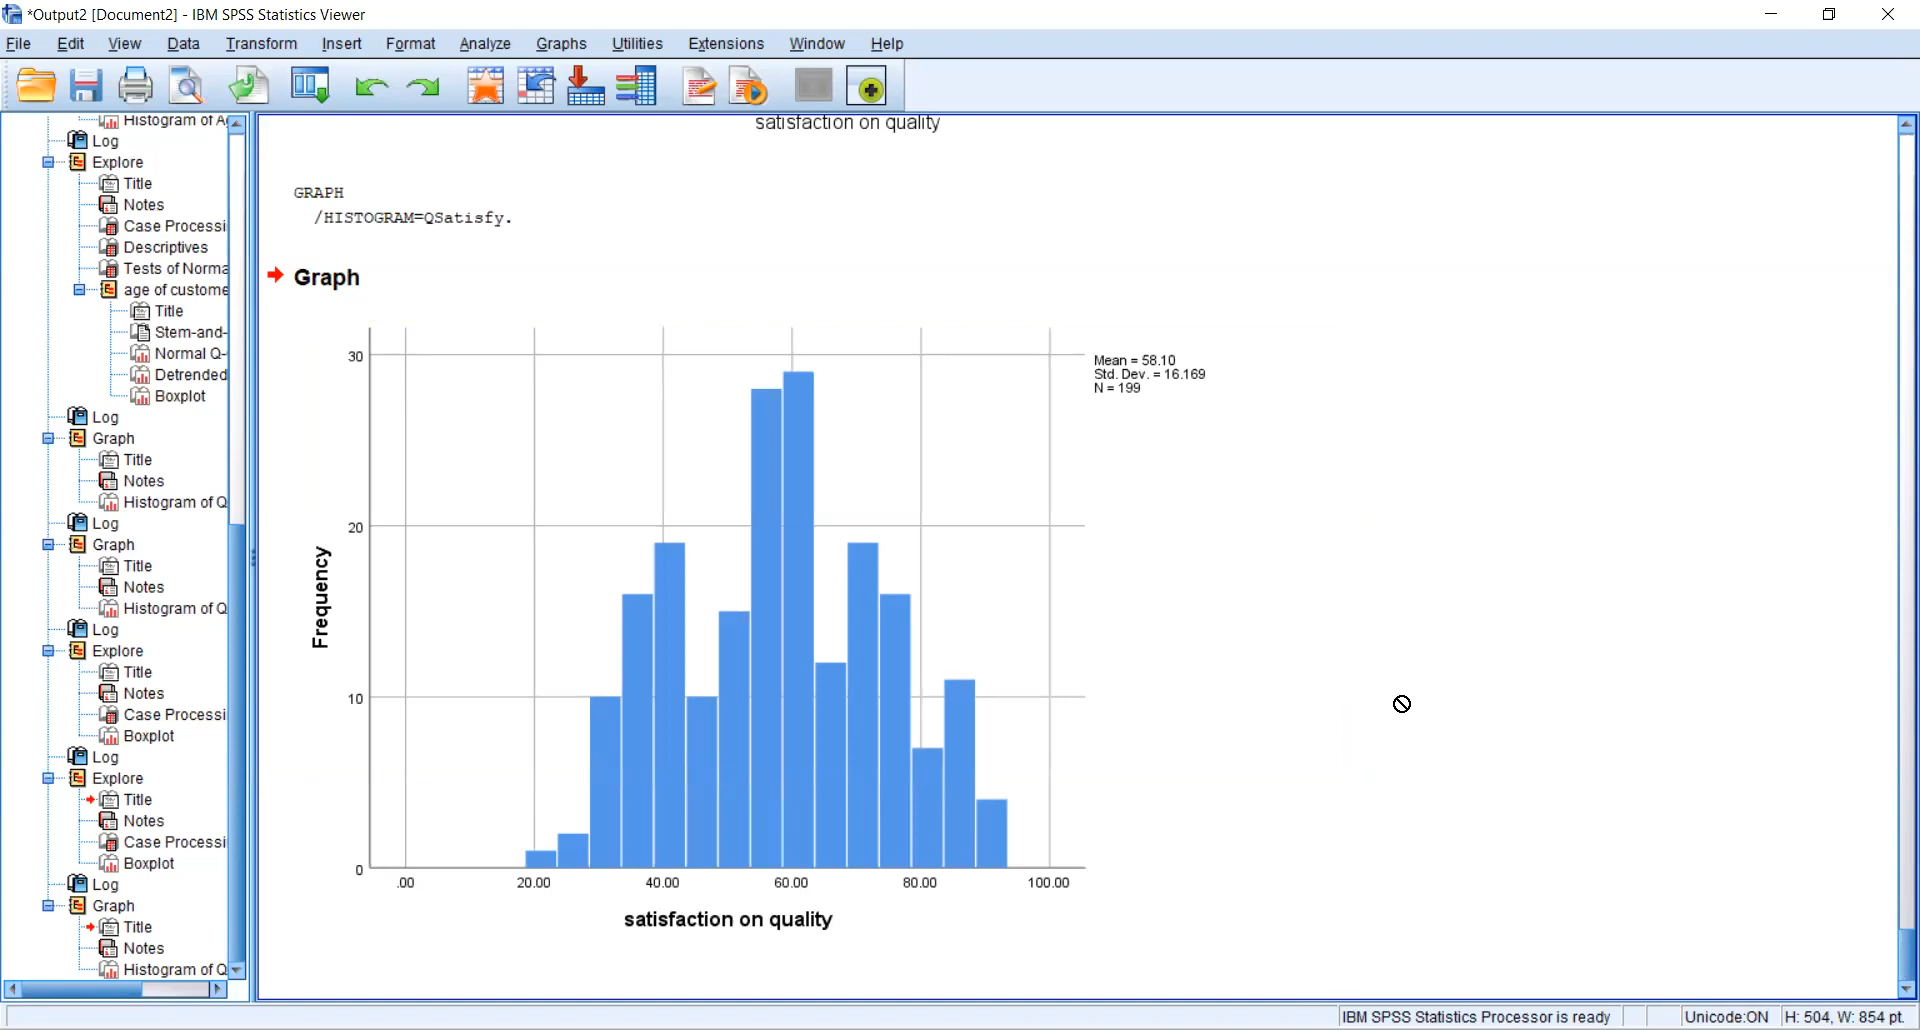 *Output2 [Document2] - IBM SPSS Statistics Viewer
File Edit View Data Transform Insert Format Analyze Graphs Utilities Extensions Window Help
Histogram of A
Log
Explore
Title
Notes
Case Processi
Descriptives
Tests of Norma
age of custome
Title
Stem-and-
Normal Q-
Detrended
Boxplot
Log
Graph
Title
Notes
Histogram of Q
Log
Graph
Title
Notes
Histogram of Q
Log
Explore
Title
Notes
Case Processi
Boxplot
Log
Explore
Title
Notes
Case Processi
Boxplot
Log
Graph
Title
Notes
Histogram of Q
satisfaction on quality
GRAPH
/HISTOGRAM=QSatisfy.
Graph
Mean = 58.10
Std. Dev. = 16.169
N = 199
30
20
10
0
Frequency
.00 20.00 40.00 60.00 80.00 100.00
satisfaction on quality
IBM SPSS Statistics Processor is ready Unicode:ON H: 504, W: 854 pt.